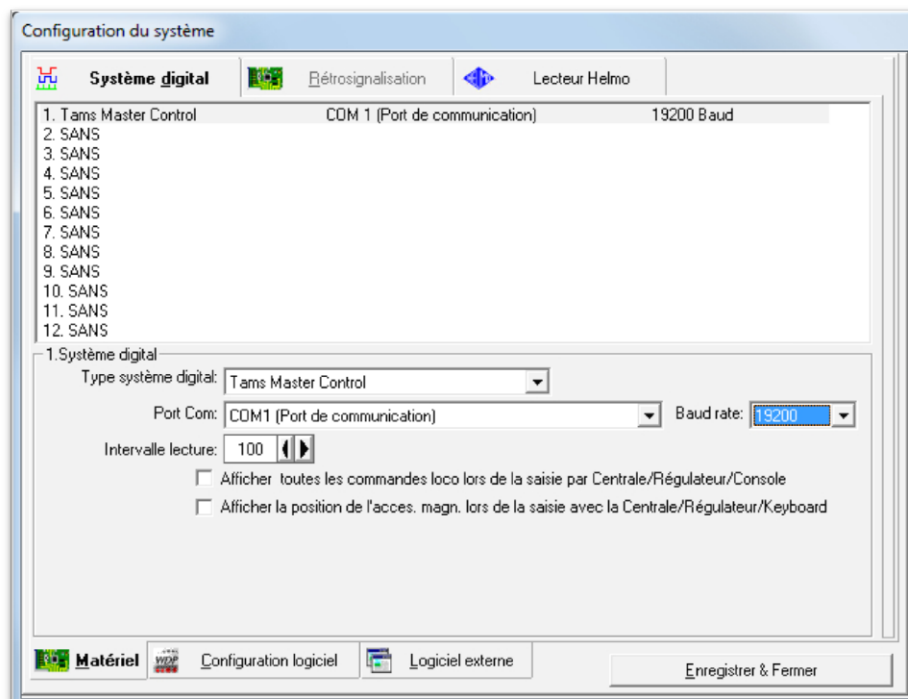 Configuration du système
Système digital Rétrosignalisation Lecteur Helmo
1. Tams Master Control COM 1 (Port de communication) 19200 Baud
2. SANS
3. SANS
4. SANS
5. SANS
6. SANS
7. SANS
8. SANS
9. SANS
10. SANS
11. SANS
12. SANS
1.Système digital
Type système digital: Tams Master Control
Port Com: COM1 (Port de communication) Baud rate: 19200
Intervalle lecture: 100
Afficher toutes les commandes loco lors de la saisie par Centrale/Régulateur/Console
Afficher la position de l'acces. magn. lors de la saisie avec la Centrale/Régulateur/Keyboard
Matériel WDP Configuration logiciel Logiciel externe Enregistrer & Fermer